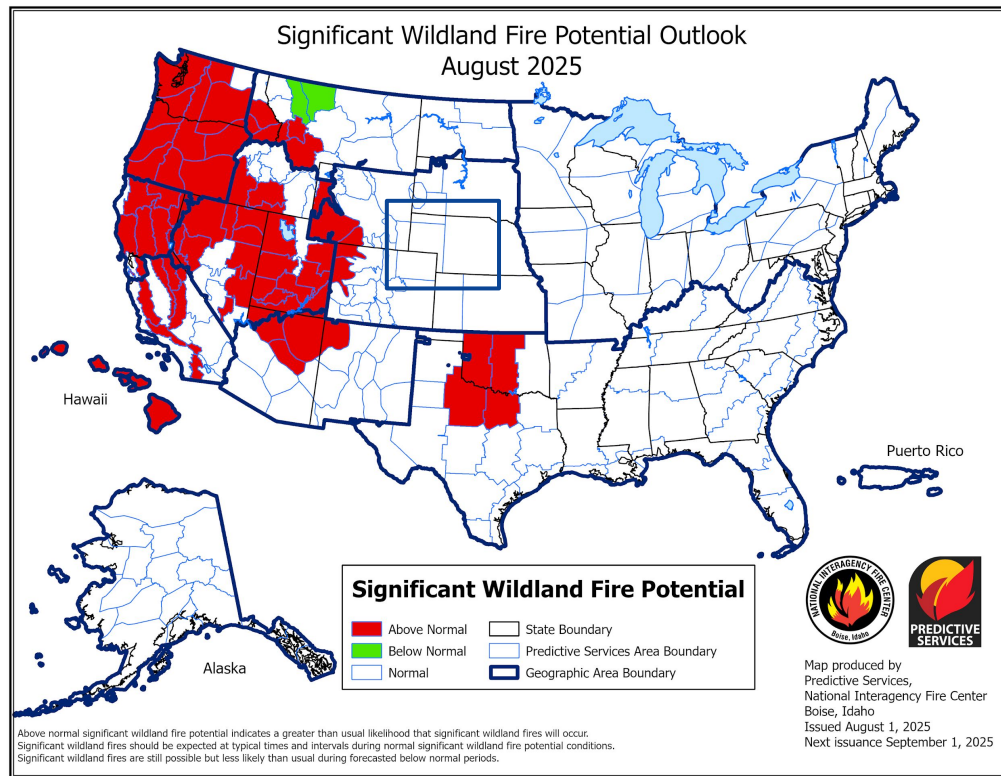 Significant Wildland Fire Potential Outlook
August 2025
Hawaii
Puerto Rico
Alaska
Significant Wildland Fire Potential
Above Normal
Below Normal
Normal
State Boundary
Predictive Services Area Boundary
Geographic Area Boundary
NATIONAL INTERAGENCY FIRE CENTER
Boise, Idaho
PREDICTIVE
SERVICES
Map produced by
Predictive Services,
National Interagency Fire Center
Boise, Idaho
Issued August 1, 2025
Next issuance September 1, 2025
Above normal significant wildland fire potential indicates a greater than usual likelihood that significant wildland fires will occur.
Significant wildland fires should be expected at typical times and intervals during normal significant wildland fire potential conditions.
Significant wildland fires are still possible but less likely than usual during forecasted below normal periods.